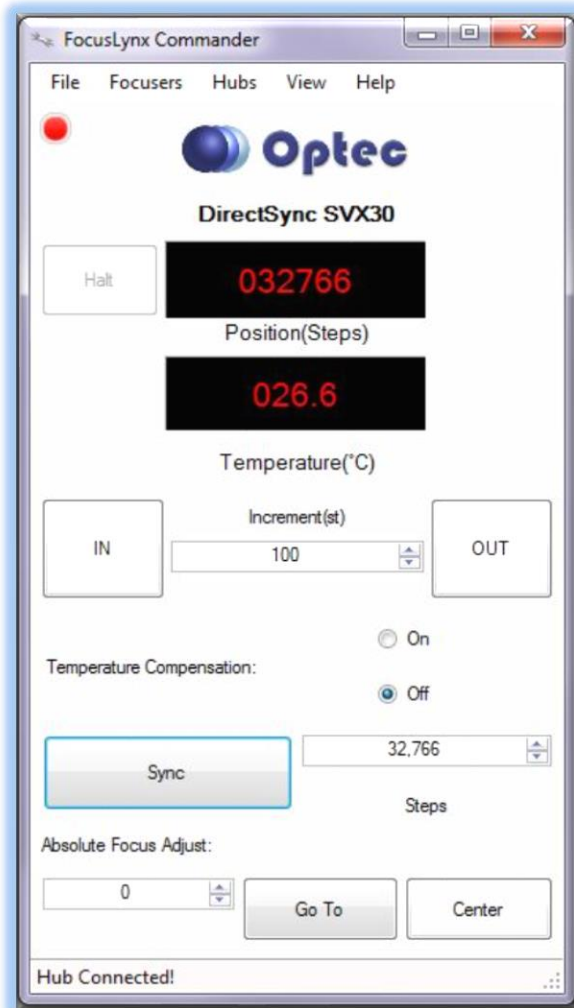 FocusLynx Commander
File Focusers Hubs View Help
Optec
DirectSync SVX30
Halt 032766
Position(Steps)
026.6
Temperature(°C)
Increment(st)
IN 100 OUT
On
Temperature Compensation:
Off
Sync 32,766
Steps
Absolute Focus Adjust:
0 Go To Center
Hub Connected!